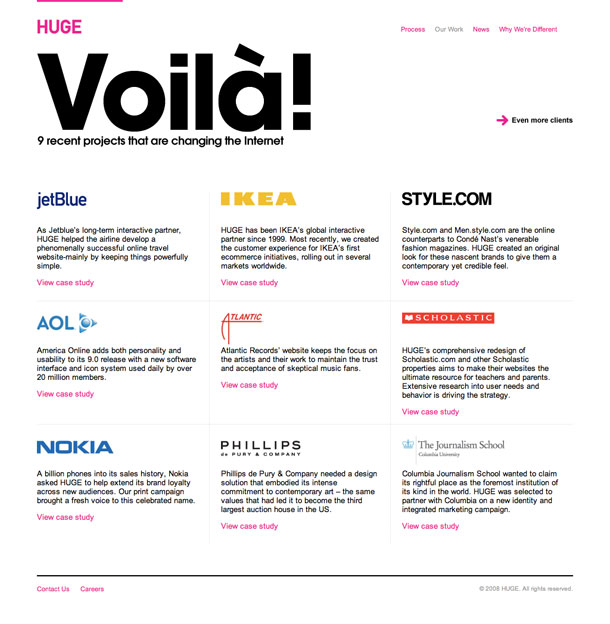 HUGE
Process Our Work News Why We're Different
Voilà!
9 recent projects that are changing the Internet
Even more clients
jetBlue
As Jetblue's long-term interactive partner,
HUGE helped the airline develop a
phenomenally successful online travel
website-mainly by keeping things powerfully
simple.
View case study
IKEA
HUGE has been IKEA's global interactive
partner since 1999. Most recently, we created
the customer experience for IKEA's first
ecommerce initiatives, rolling out in several
markets worldwide.
View case study
STYLE.COM
Style.com and Men.style.com are the online
counterparts to Condé Nast's venerable
fashion magazines. HUGE created an original
look for these nascent brands to give them a
contemporary yet credible feel.
View case study
AOL
America Online adds both personality and
usability to its 9.0 release with a new software
interface and icon system used daily by over
20 million members.
View case study
ATLANTIC
Atlantic Records' website keeps the focus on
the artists and their work to maintain the trust
and acceptance of skeptical music fans.
View case study
SCHOLASTIC
HUGE's comprehensive redesign of
Scholastic.com and other Scholastic
properties aims to make their websites the
ultimate resource for teachers and parents.
Extensive research into user needs and
behavior is driving the strategy.
View case study
NOKIA
A billion phones into its sales history, Nokia
asked HUGE to help extend its brand loyalty
across new audiences. Our print campaign
brought a fresh voice to this celebrated name.
View case study
PHILLIPS
de PURY & COMPANY
Phillips de Pury & Company needed a design
solution that embodied its intense
commitment to contemporary art – the same
values that had led it to become the third
largest auction house in the US.
View case study
The Journalism School
Columbia University
Columbia Journalism School wanted to claim
its rightful place as the foremost institution of
its kind in the world. HUGE was selected to
partner with Columbia on a new identity and
integrated marketing campaign.
View case study
Contact Us Careers
© 2008 HUGE. All rights reserved.